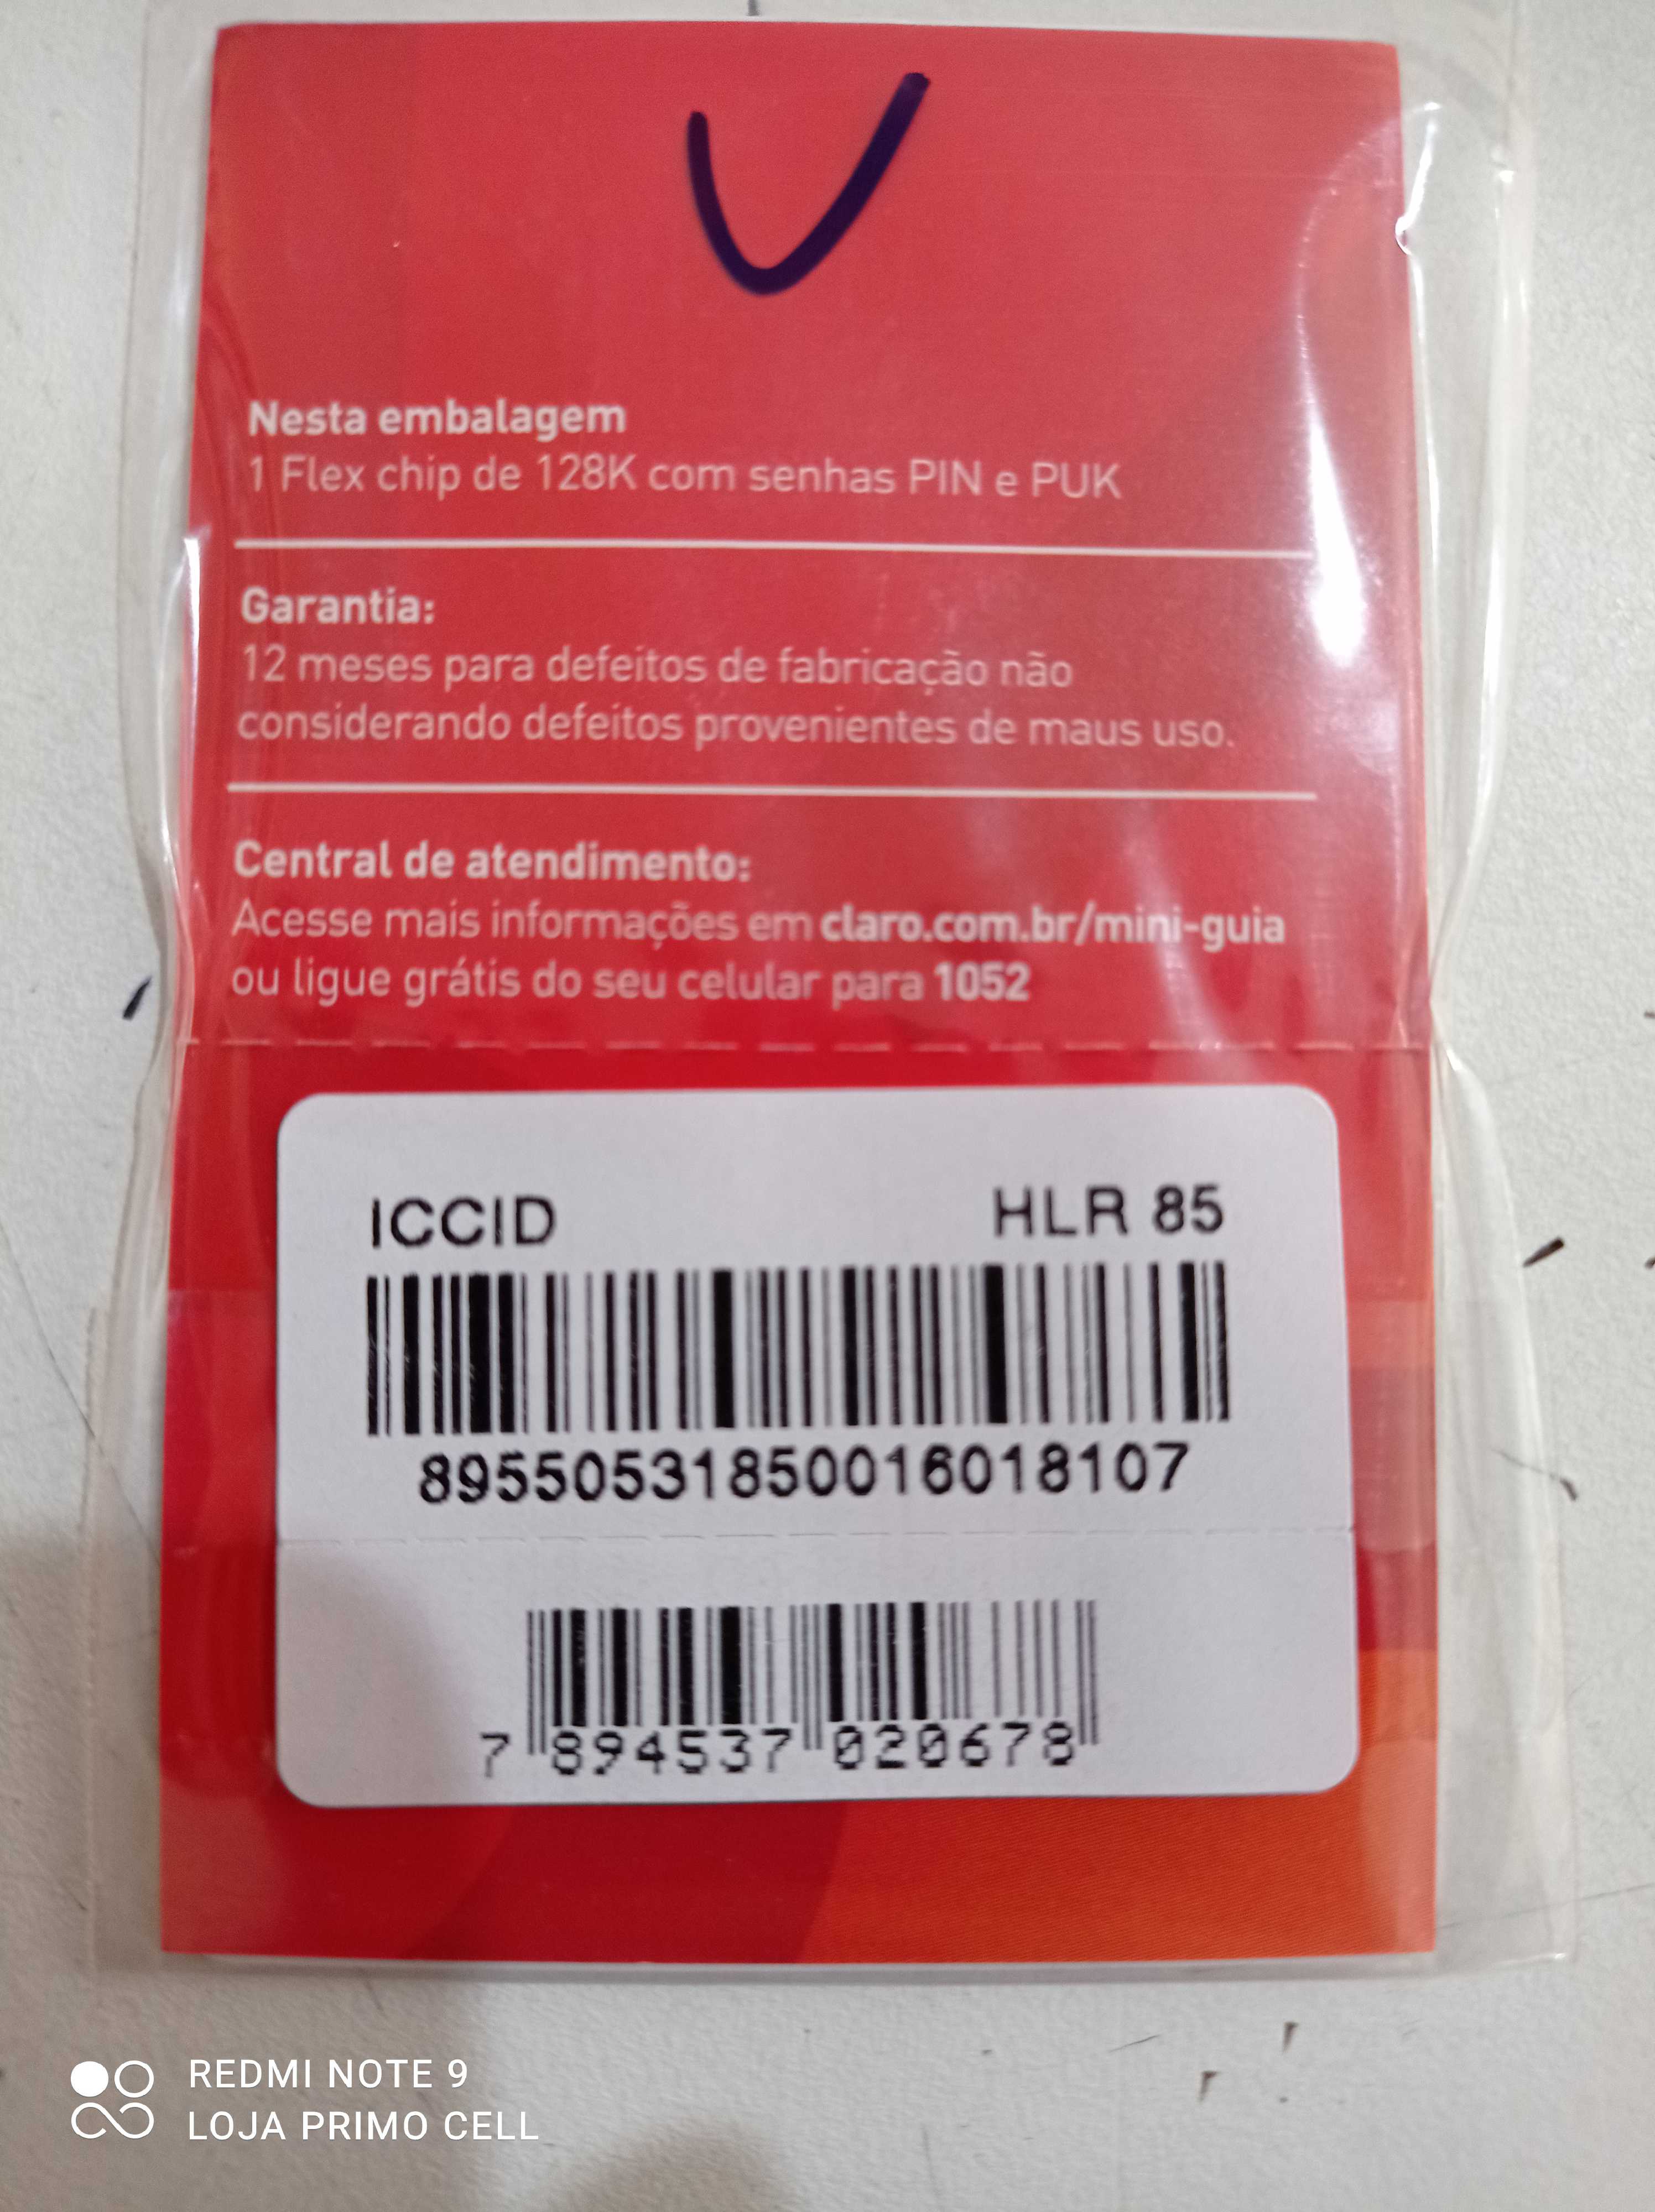 Nesta embalagem
1 Flex chip de 128K com senhas PIN e PUK
Garantia:
12 meses para defeitos de fabricação não
considerando defeitos provenientes de maus uso.
Central de atendimento:
Acesse mais informações em claro.com.br/mini-guia
ou ligue grátis do seu celular para 1052
ICCID HLR 85
89550531850016018107
7 894537 020678
REDMI NOTE 9
LOJA PRIMO CELL